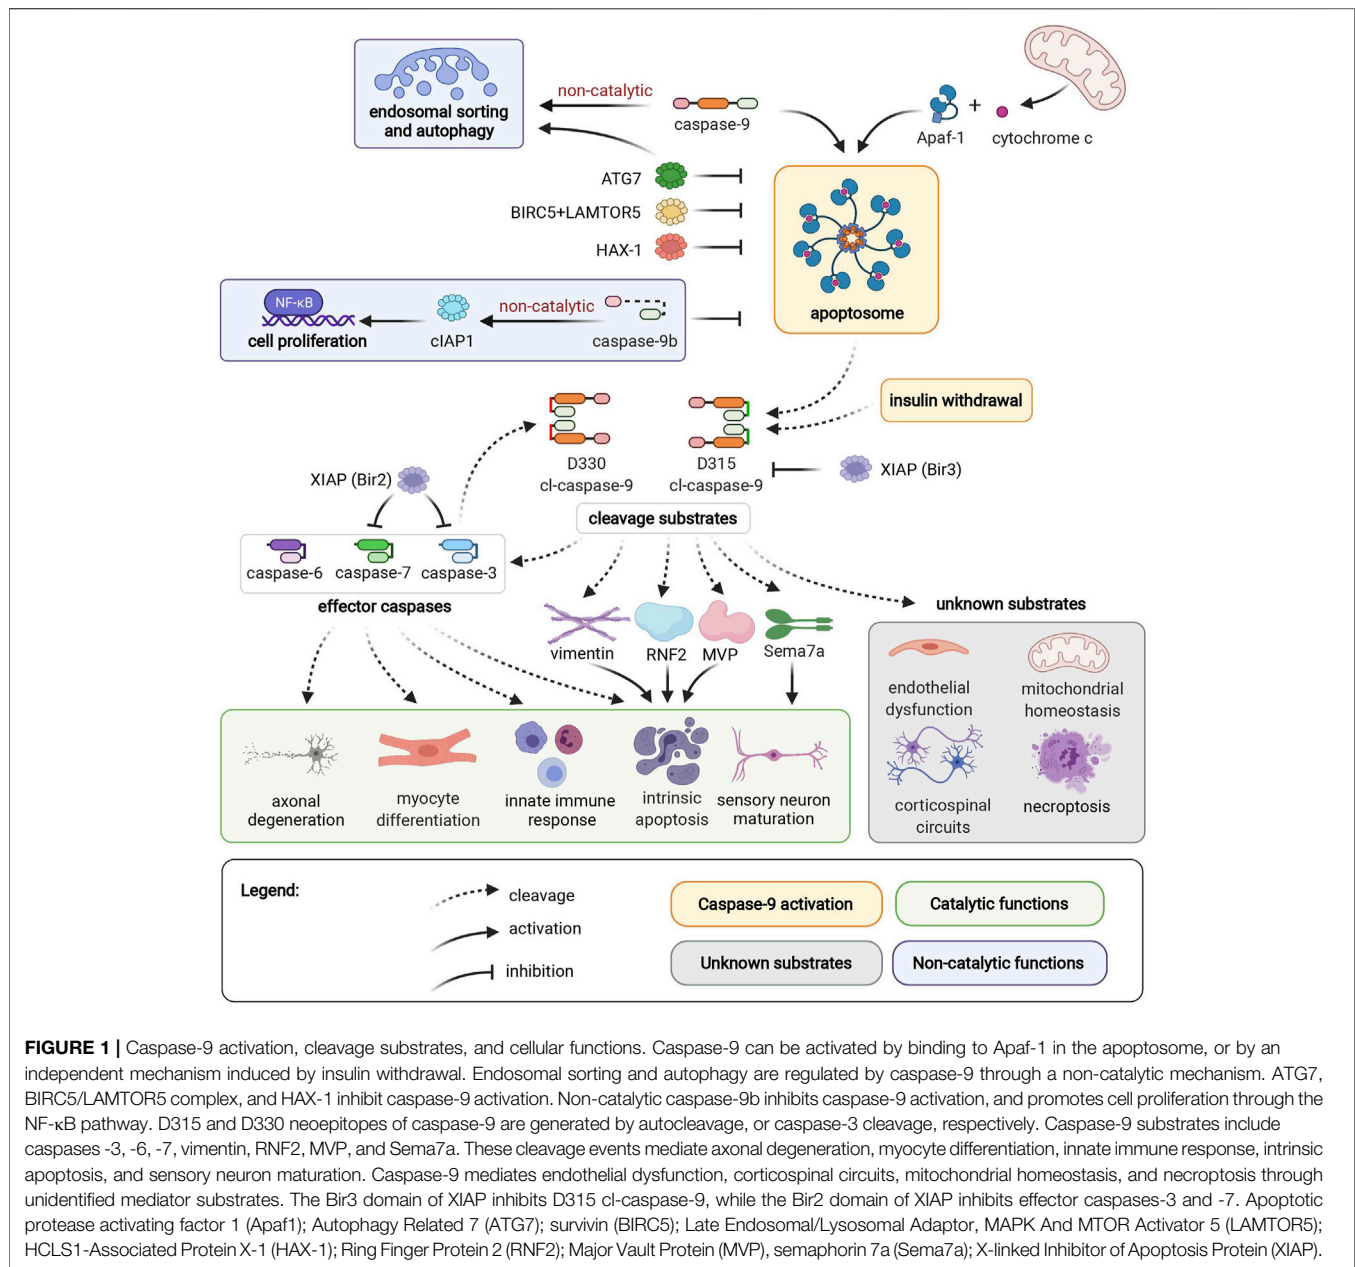 endosomal sorting
and autophagy
non-catalytic
caspase-9
Apaf-1
+
cytochrome c
ATG7
BIRC5+LAMTOR5
HAX-1
apoptosome
NF-κB
cell proliferation
cIAP1
non-catalytic
caspase-9b
insulin withdrawal
D330
cl-caspase-9
D315
cl-caspase-9
XIAP (Bir3)
XIAP (Bir2)
cleavage substrates
caspase-6
caspase-7
caspase-3
effector caspases
vimentin
RNF2
MVP
Sema7a
unknown substrates
endothelial
dysfunction
mitochondrial
homeostasis
corticospinal
circuits
necroptosis
axonal
degeneration
myocyte
differentiation
innate immune
response
intrinsic
apoptosis
sensory neuron
maturation
Legend:
cleavage
activation
inhibition
Caspase-9 activation
Catalytic functions
Unknown substrates
Non-catalytic functions
FIGURE 1 | Caspase-9 activation, cleavage substrates, and cellular functions. Caspase-9 can be activated by binding to Apaf-1 in the apoptosome, or by an
independent mechanism induced by insulin withdrawal. Endosomal sorting and autophagy are regulated by caspase-9 through a non-catalytic mechanism. ATG7,
BIRC5/LAMTOR5 complex, and HAX-1 inhibit caspase-9 activation. Non-catalytic caspase-9b inhibits caspase-9 activation, and promotes cell proliferation through the
NF-κB pathway. D315 and D330 neoepitopes of caspase-9 are generated by autocleavage, or caspase-3 cleavage, respectively. Caspase-9 substrates include
caspases -3, -6, -7, vimentin, RNF2, MVP, and Sema7a. These cleavage events mediate axonal degeneration, myocyte differentiation, innate immune response, intrinsic
apoptosis, and sensory neuron maturation. Caspase-9 mediates endothelial dysfunction, corticospinal circuits, mitochondrial homeostasis, and necroptosis through
unidentified mediator substrates. The Bir3 domain of XIAP inhibits D315 cl-caspase-9, while the Bir2 domain of XIAP inhibits effector caspases-3 and -7. Apoptotic
protease activating factor 1 (Apaf1); Autophagy Related 7 (ATG7); survivin (BIRC5); Late Endosomal/Lysosomal Adaptor, MAPK And MTOR Activator 5 (LAMTOR5);
HCLS1-Associated Protein X-1 (HAX-1); Ring Finger Protein 2 (RNF2); Major Vault Protein (MVP), semaphorin 7a (Sema7a); X-linked Inhibitor of Apoptosis Protein (XIAP).